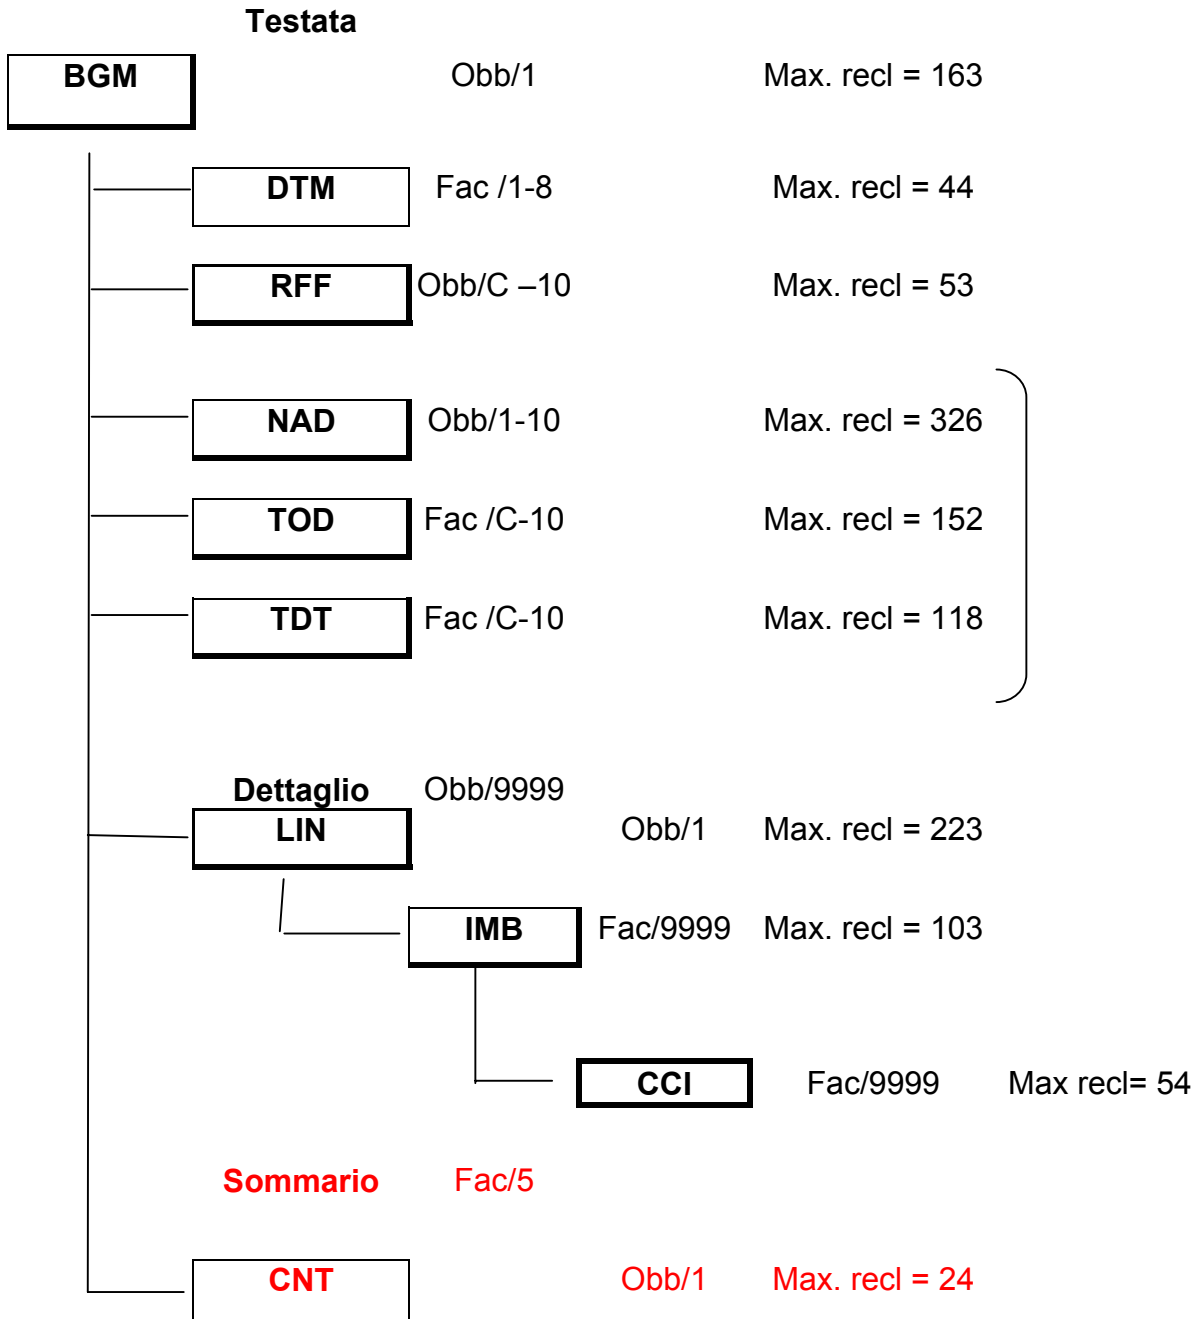 Testata
BGM Obb/1 Max. recl = 163
DTM Fac /1-8 Max. recl = 44
RFF Obb/C –10 Max. recl = 53
NAD Obb/1-10 Max. recl = 326
TOD Fac /C-10 Max. recl = 152
TDT Fac /C-10 Max. recl = 118
Dettaglio Obb/9999
LIN Obb/1 Max. recl = 223
IMB Fac/9999 Max. recl = 103
CCI Fac/9999 Max recl= 54
Sommario Fac/5
CNT Obb/1 Max. recl = 24